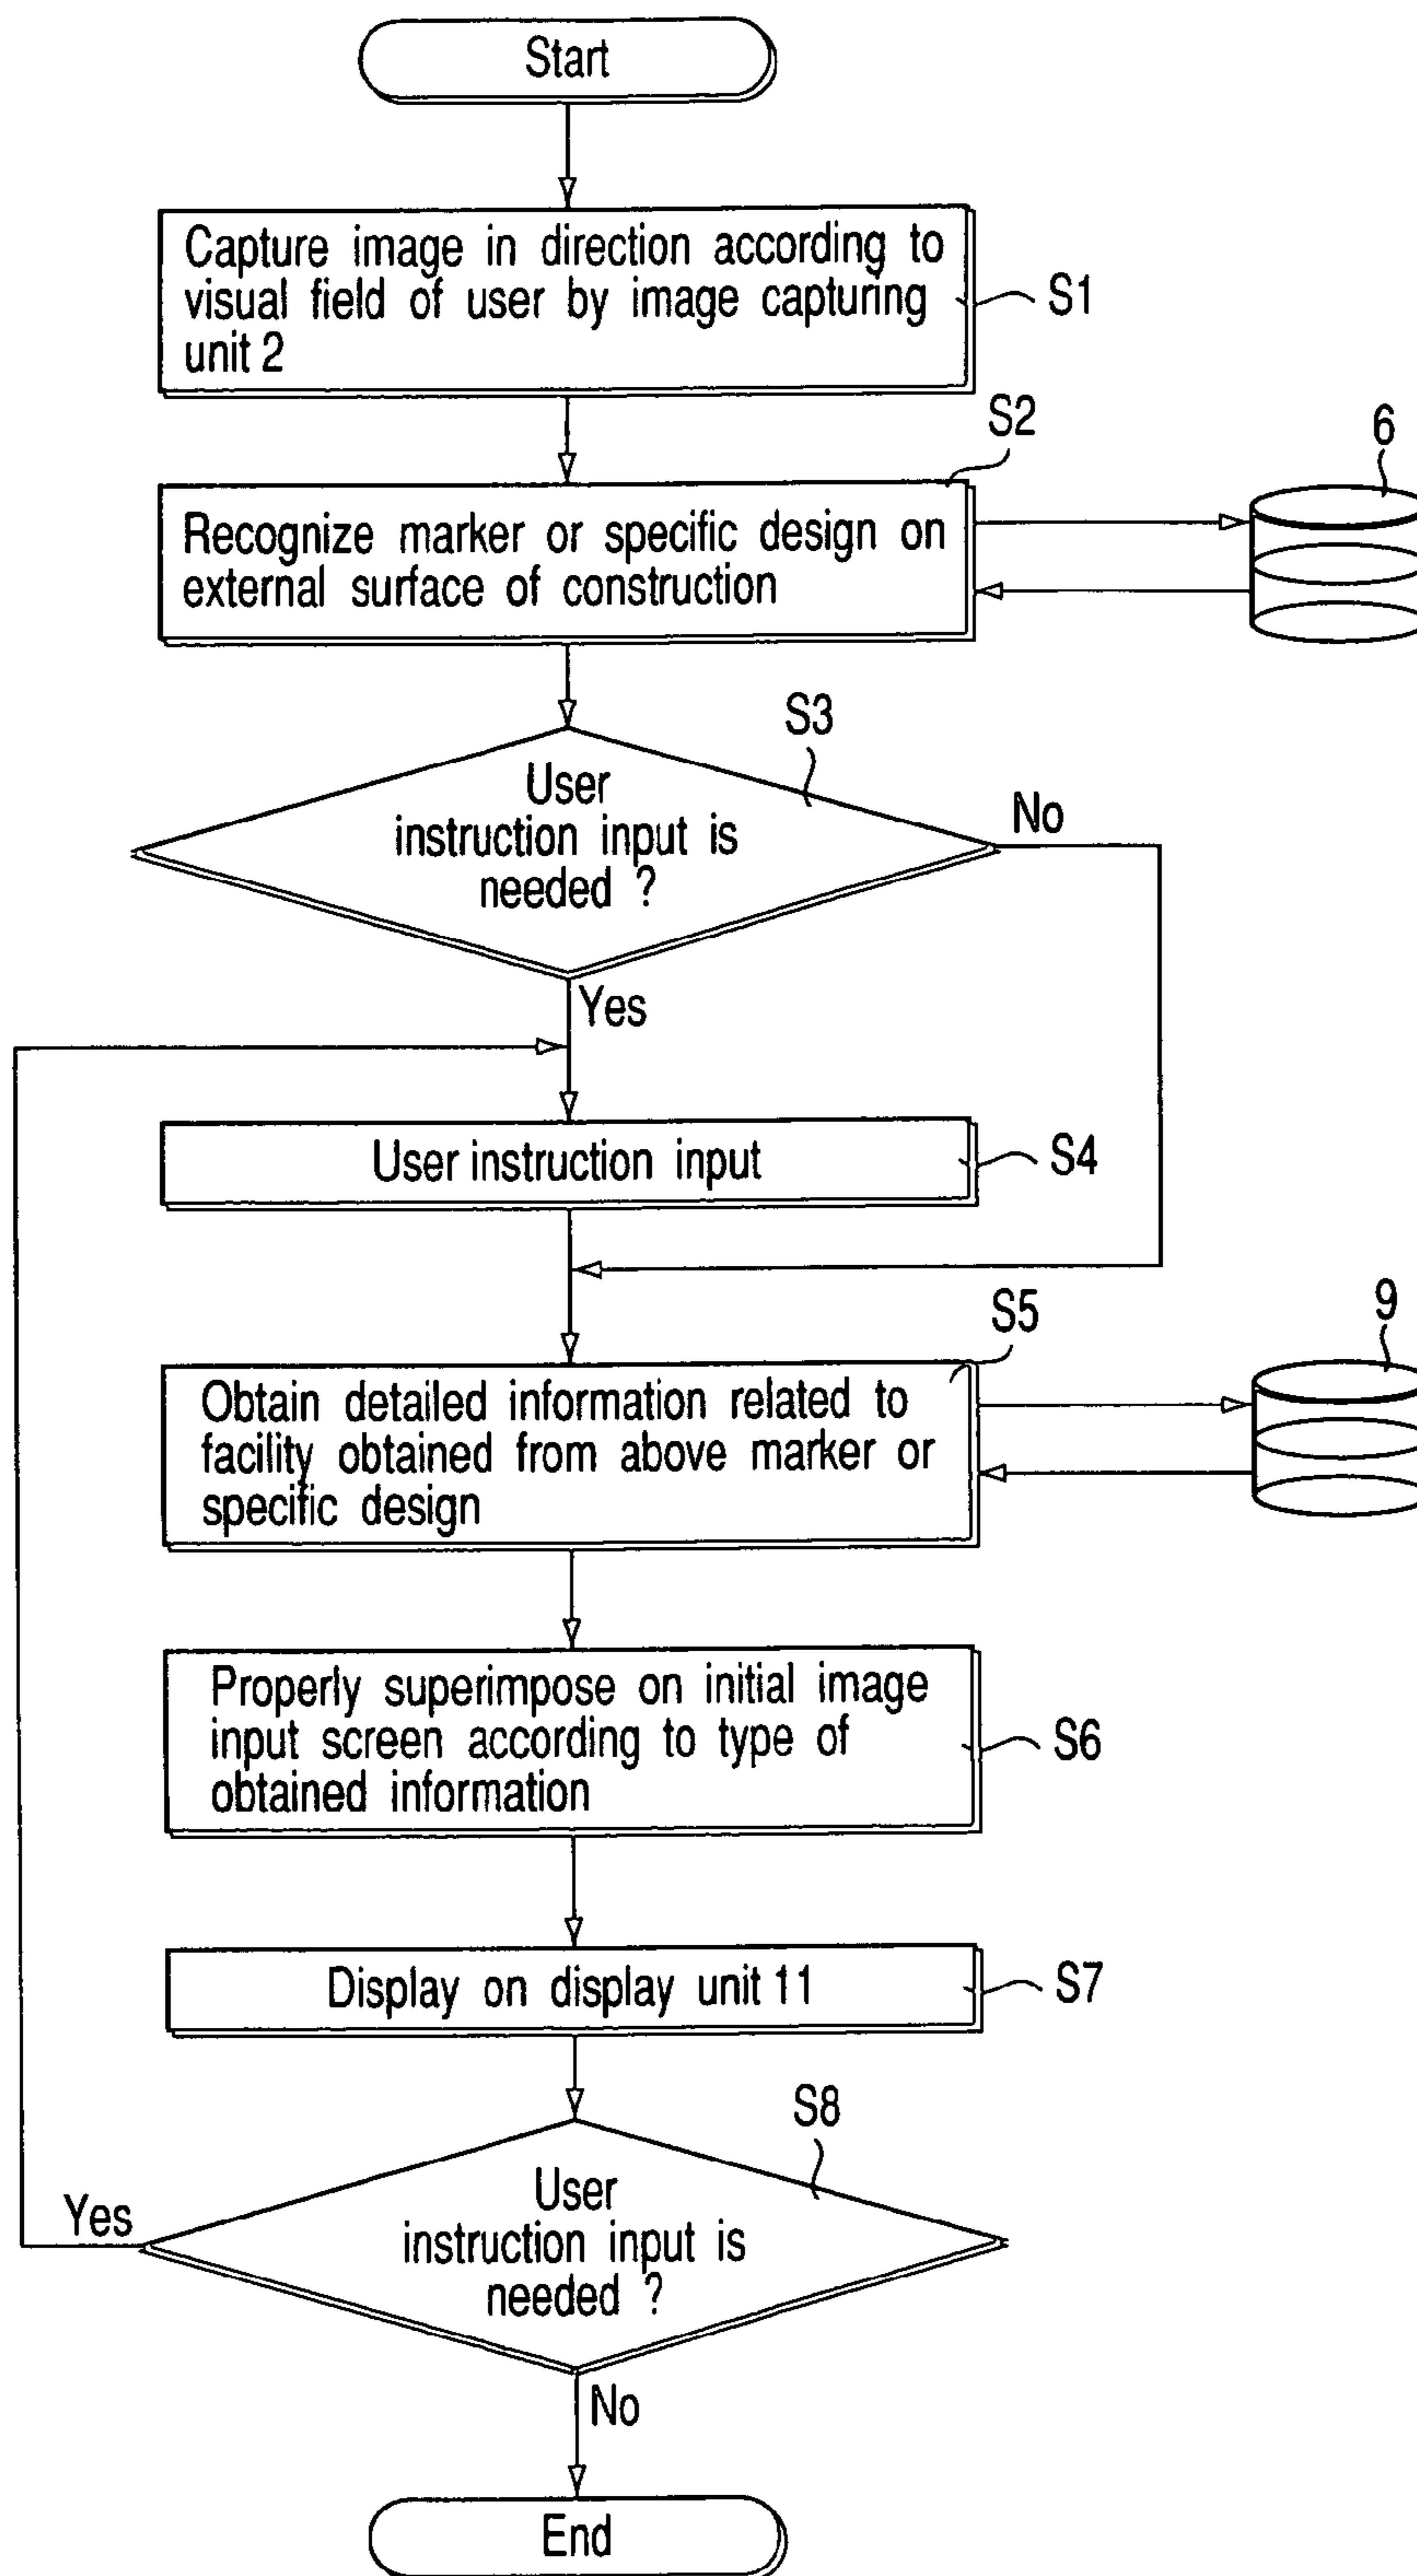 Start
Capture image in direction according to
visual field of user by image capturing
unit 2
S1
S2
6
Recognize marker or specific design on
external surface of construction
S3
User
instruction input is
needed ?
No
Yes
User instruction input
S4
S5
9
Obtain detailed information related to
facility obtained from above marker or
specific design
Properly superimpose on initial image
input screen according to type of
obtained information
S6
Display on display unit 11
S7
S8
User
instruction input is
needed ?
Yes
No
End